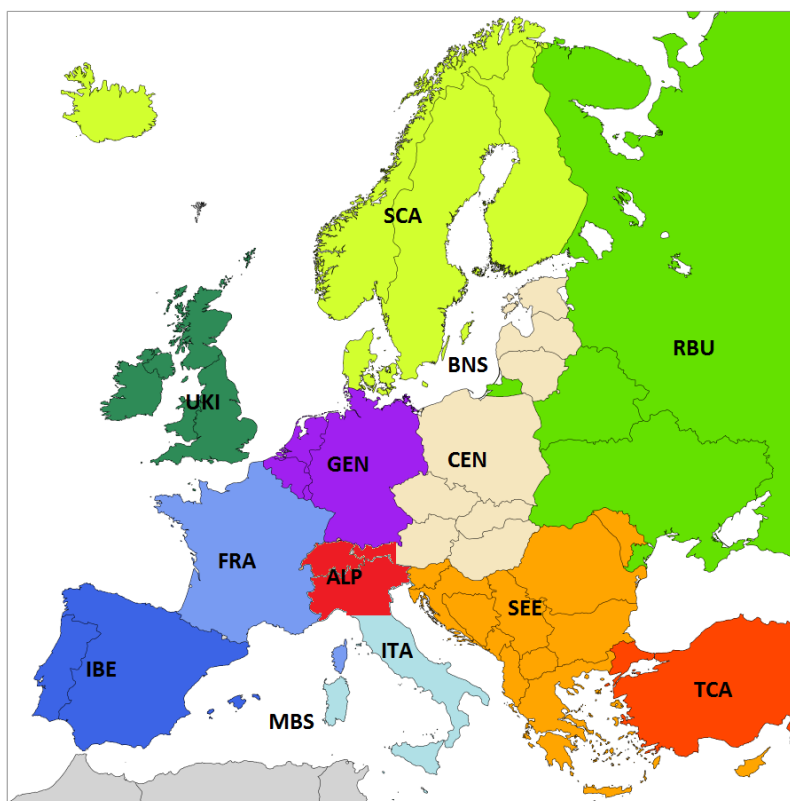 SCA
RBU
BNS
UKI
GEN
CEN
FRA
ALP
SEE
ITA
IBE
TCA
MBS